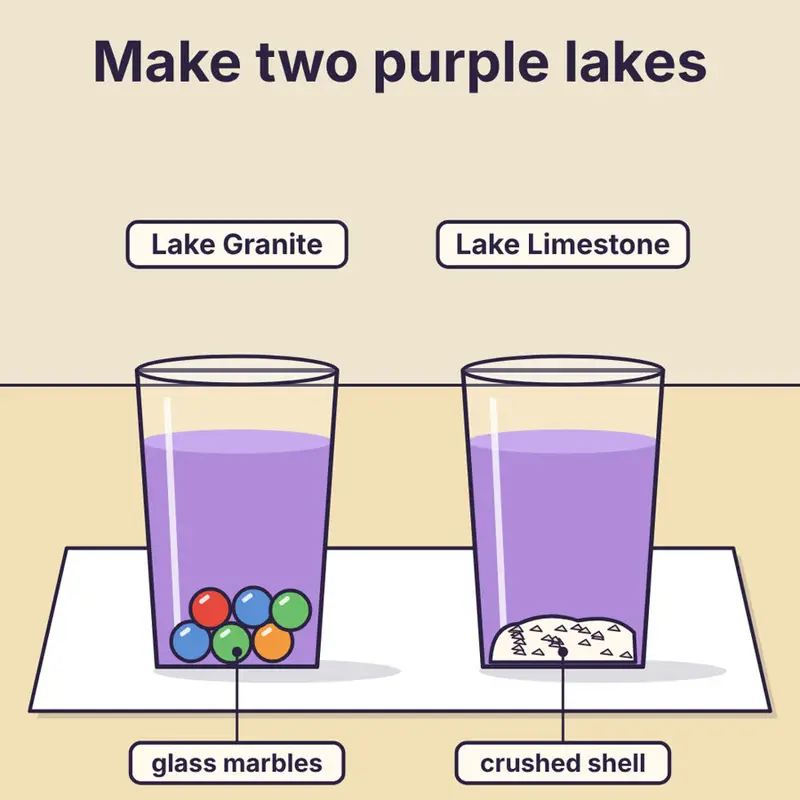 Make two purple lakes
Lake Granite
Lake Limestone
glass marbles
crushed shell